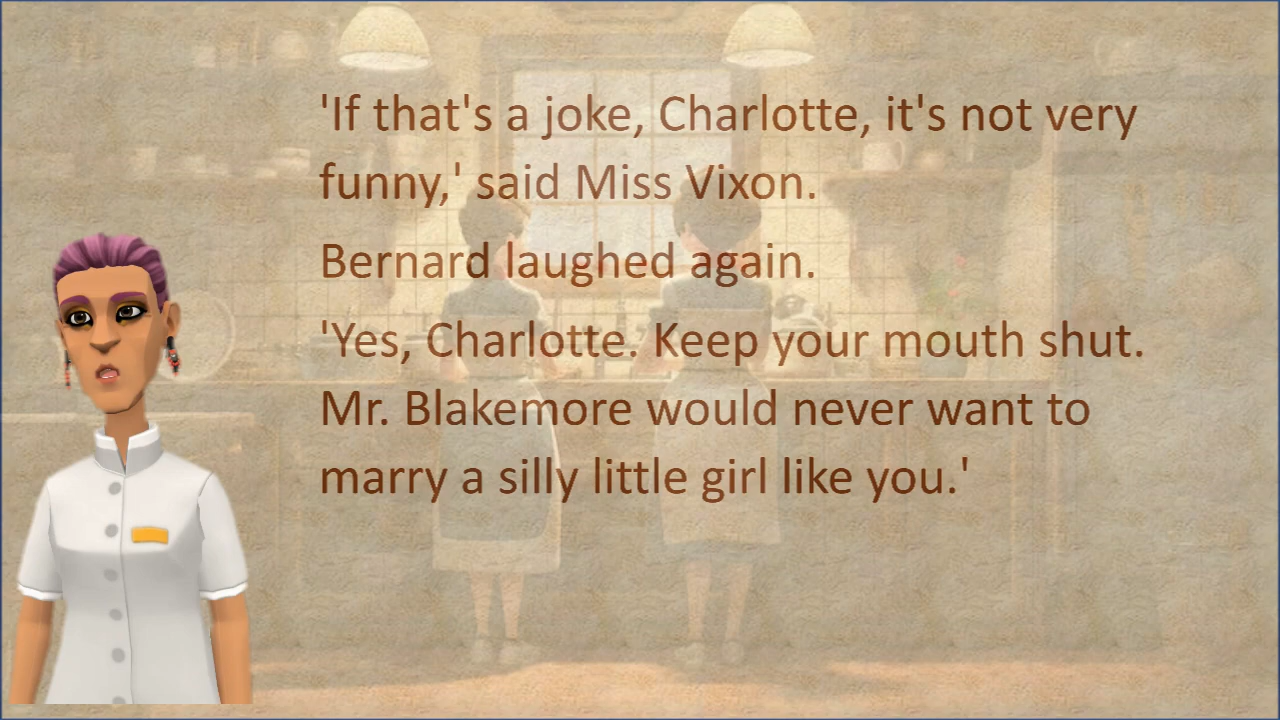 'If that's a joke, Charlotte, it's not very
funny,' said Miss Vixon.
Bernard laughed again.
'Yes, Charlotte. Keep your mouth shut.
Mr. Blakemore would never want to
marry a silly little girl like you.'